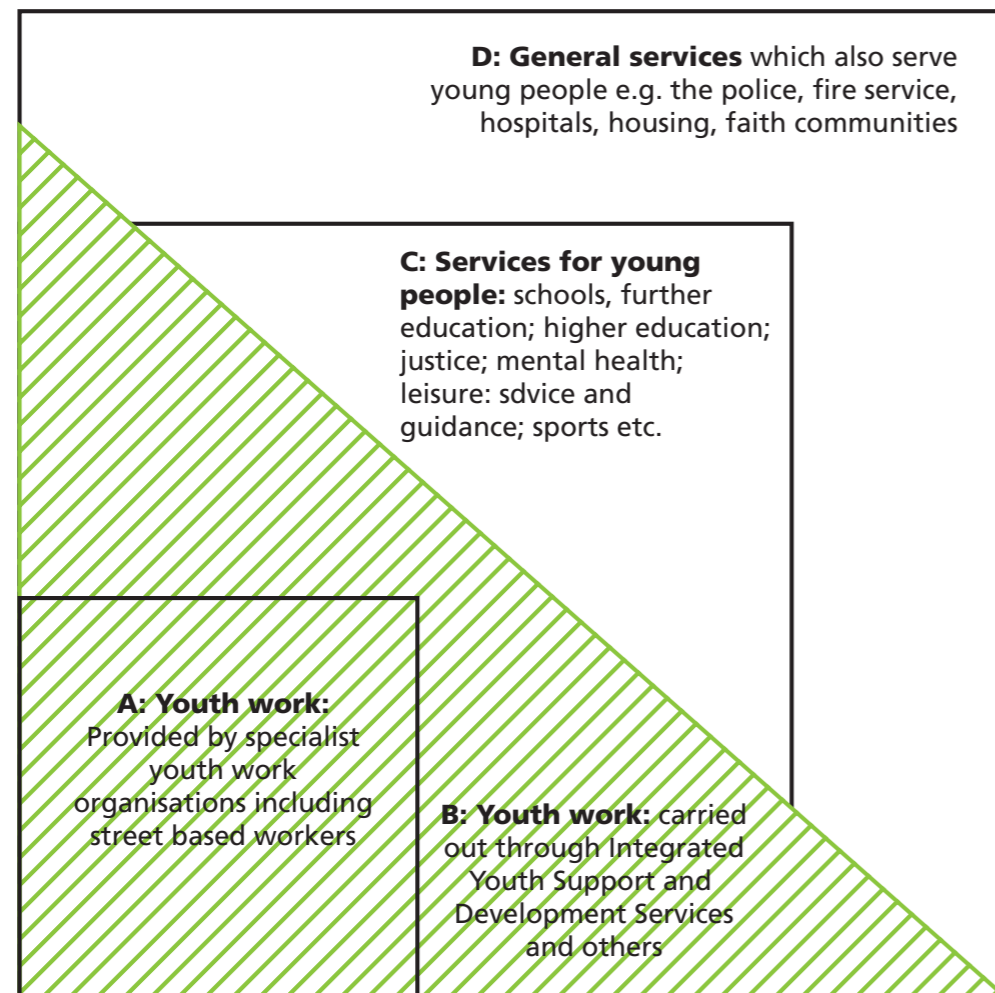 D: General services which also serve
young people e.g. the police, fire service,
hospitals, housing, faith communities
C: Services for young
people: schools, further
education; higher education;
justice; mental health;
leisure: sdvice and
guidance; sports etc.
A: Youth work:
Provided by specialist
youth work
organisations including
street based workers
B: Youth work: carried
out through Integrated
Youth Support and
Development Services
and others